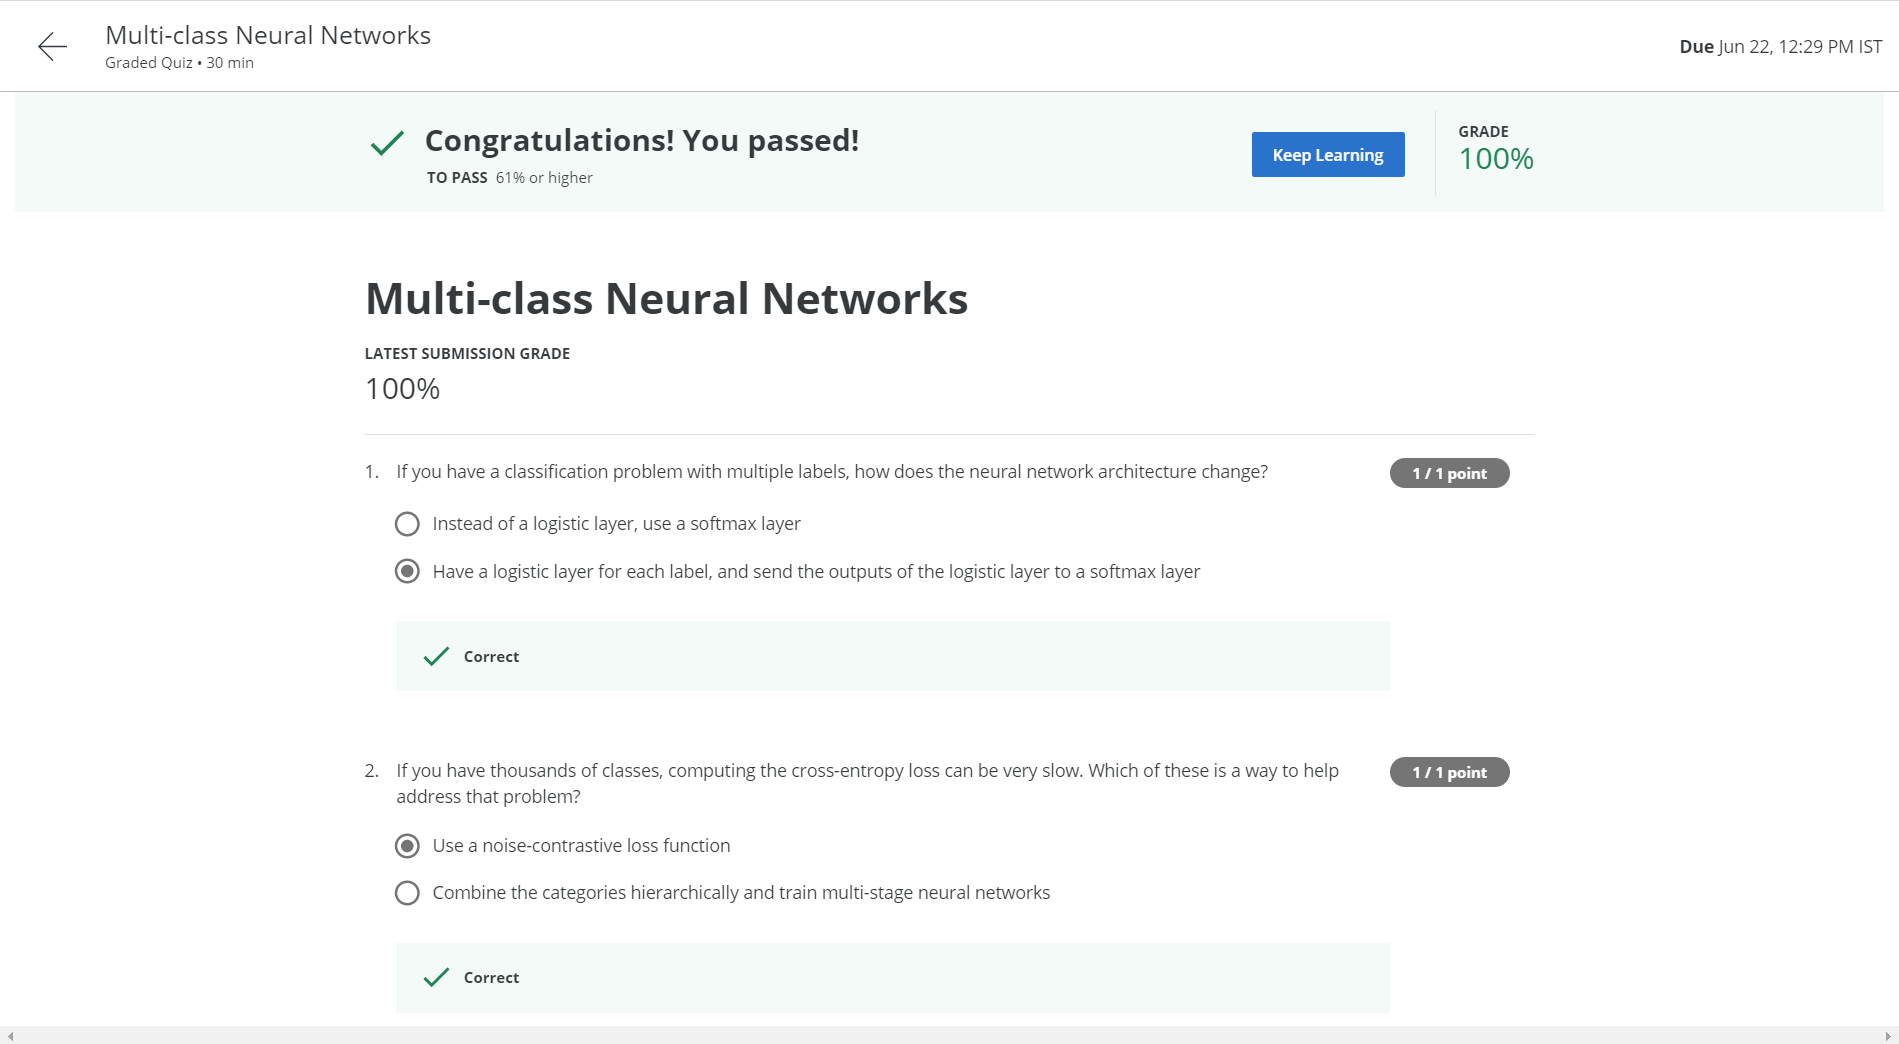 Multi-class Neural Networks
Graded Quiz • 30 min
Due Jun 22, 12:29 PM IST
Congratulations! You passed!
TO PASS 61% or higher
Keep Learning
GRADE
100%
Multi-class Neural Networks
LATEST SUBMISSION GRADE
100%
1. If you have a classification problem with multiple labels, how does the neural network architecture change?
1 / 1 point
Instead of a logistic layer, use a softmax layer
Have a logistic layer for each label, and send the outputs of the logistic layer to a softmax layer
Correct
2. If you have thousands of classes, computing the cross-entropy loss can be very slow. Which of these is a way to help
address that problem?
1 / 1 point
Use a noise-contrastive loss function
Combine the categories hierarchically and train multi-stage neural networks
Correct